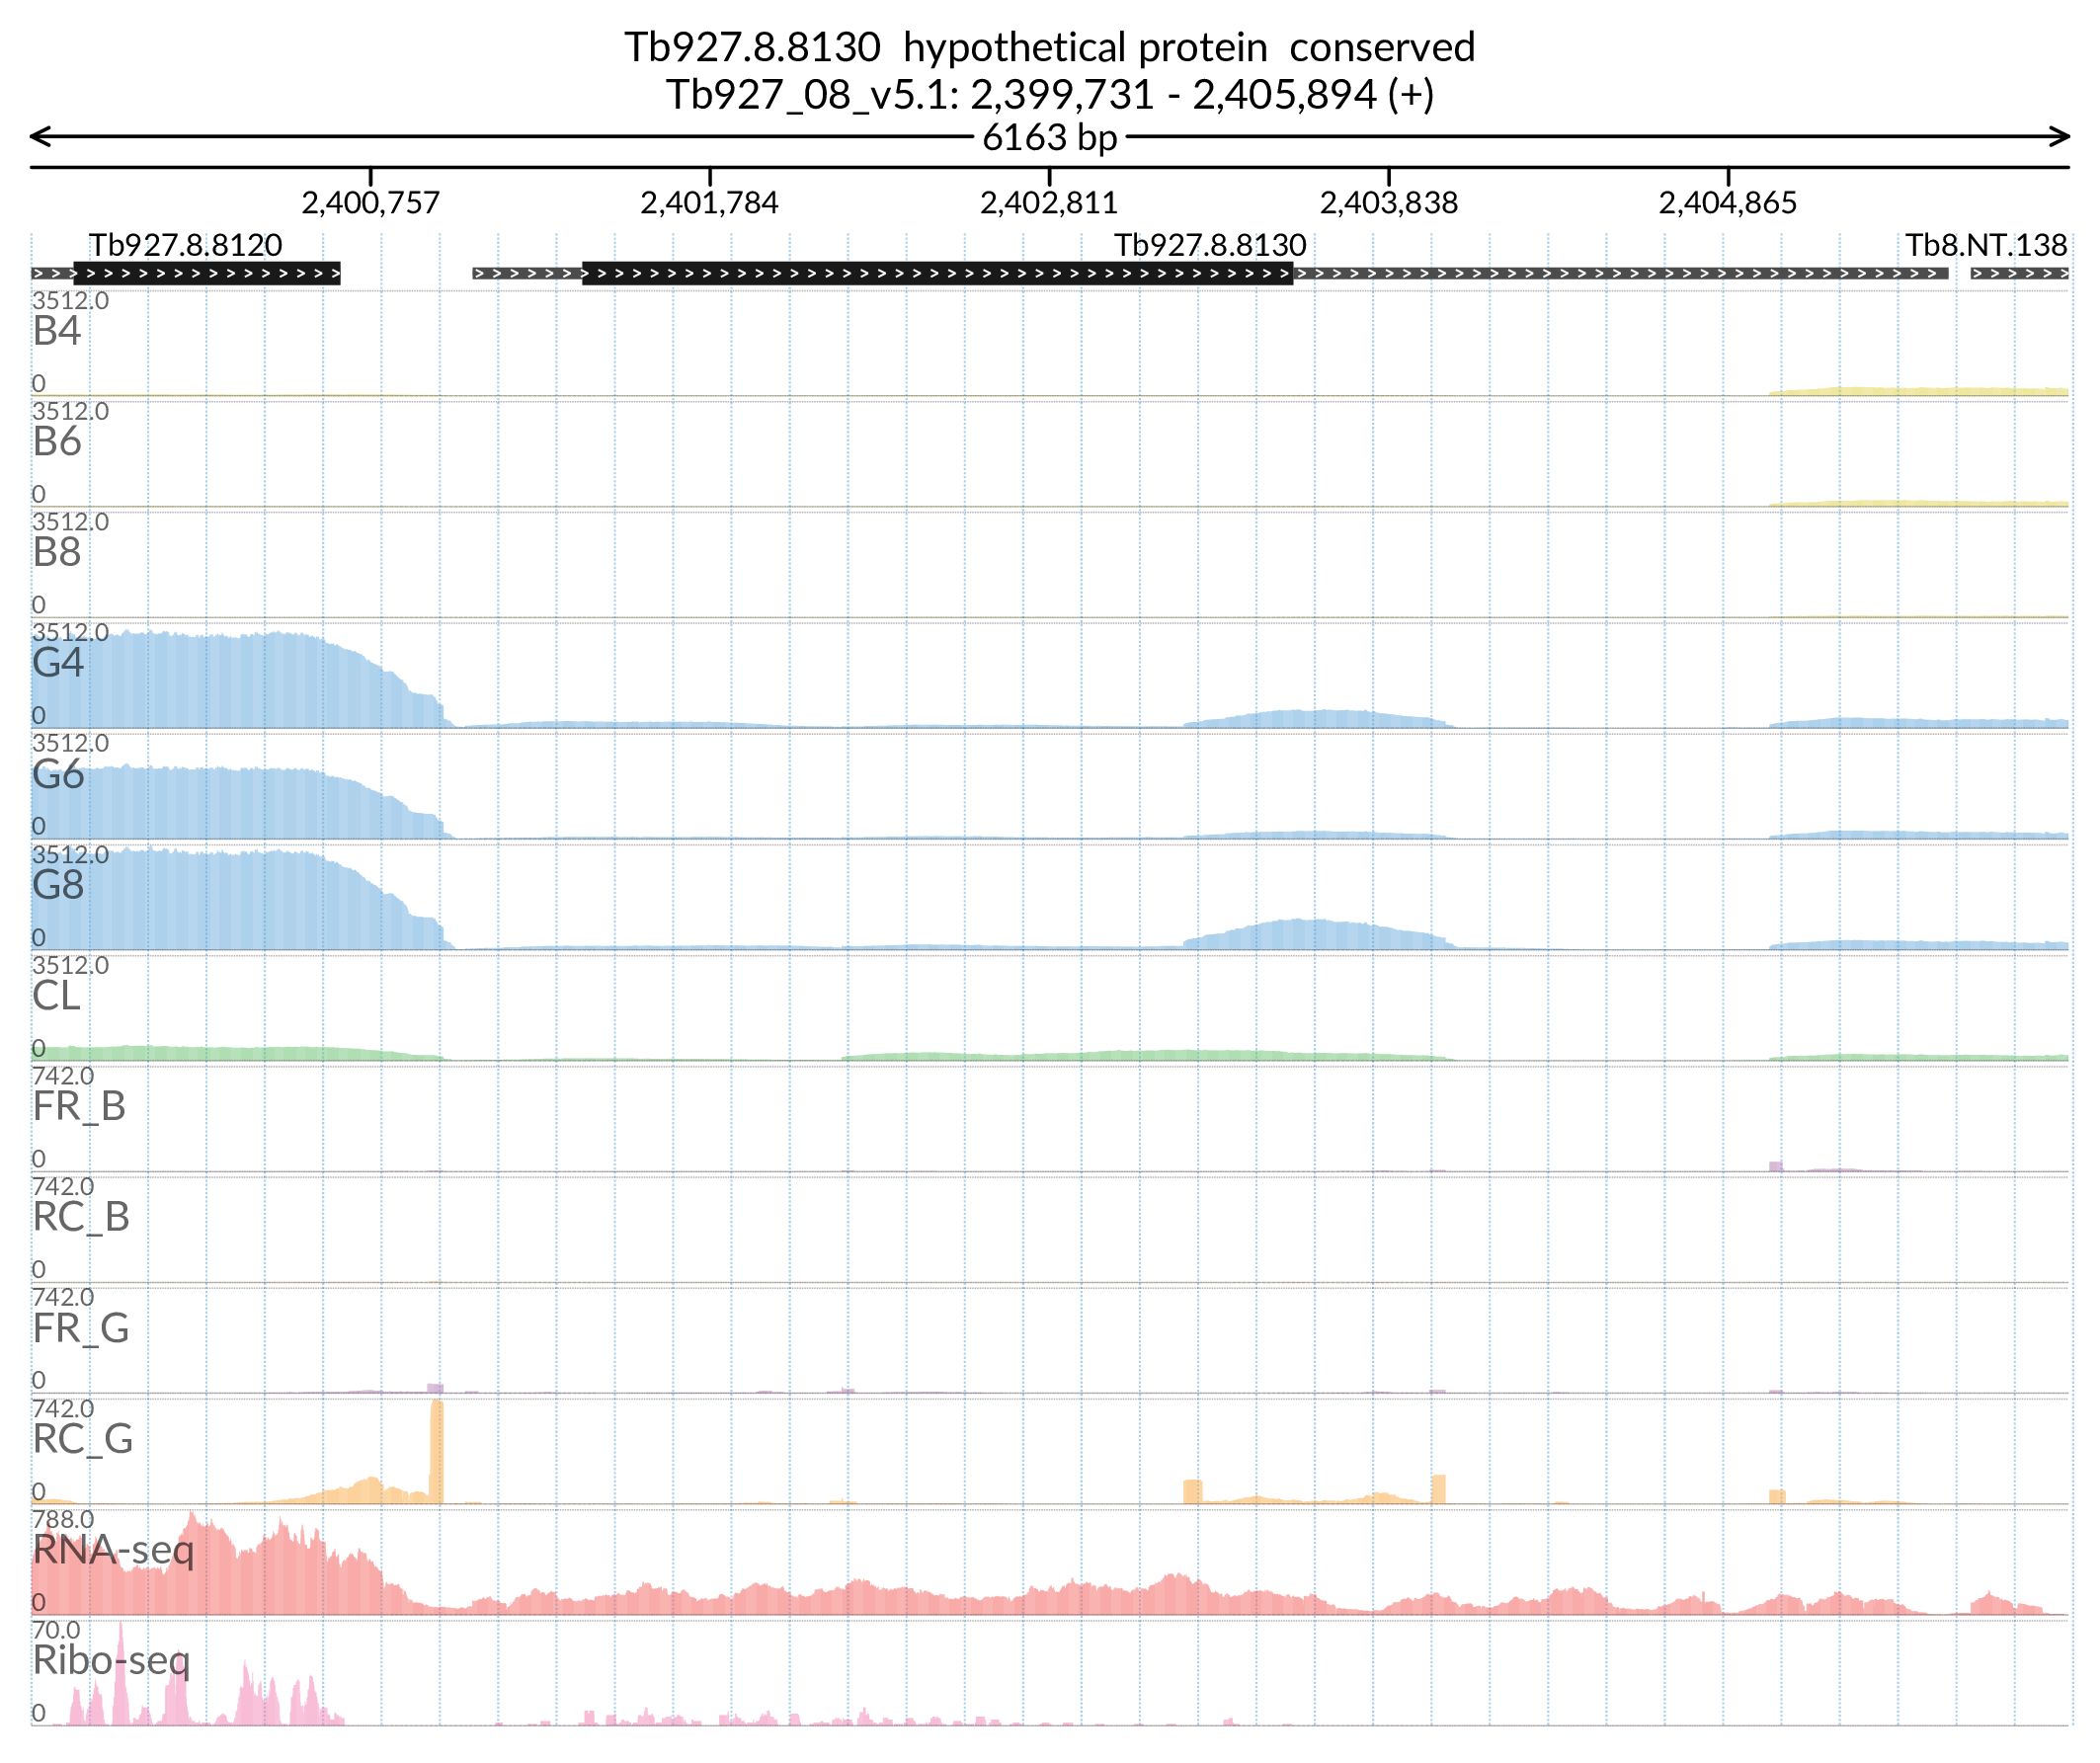 Tb927.8.8130  hypothetical protein  conserved
Tb927_08_v5.1: 2,399,731 - 2,405,894 (+)
6163 bp
2,400,757 2,401,784 2,402,811 2,403,838 2,404,865
Tb927.8.8120 Tb927.8.8130 Tb8.NT.138
3512.0
B4
0
3512.0
B6
0
3512.0
B8
0
3512.0
G4
0
3512.0
G6
0
3512.0
G8
0
3512.0
CL
0
742.0
FR_B
0
742.0
RC_B
0
742.0
FR_G
0
742.0
RC_G
0
788.0
RNA-seq
0
70.0
Ribo-seq
0